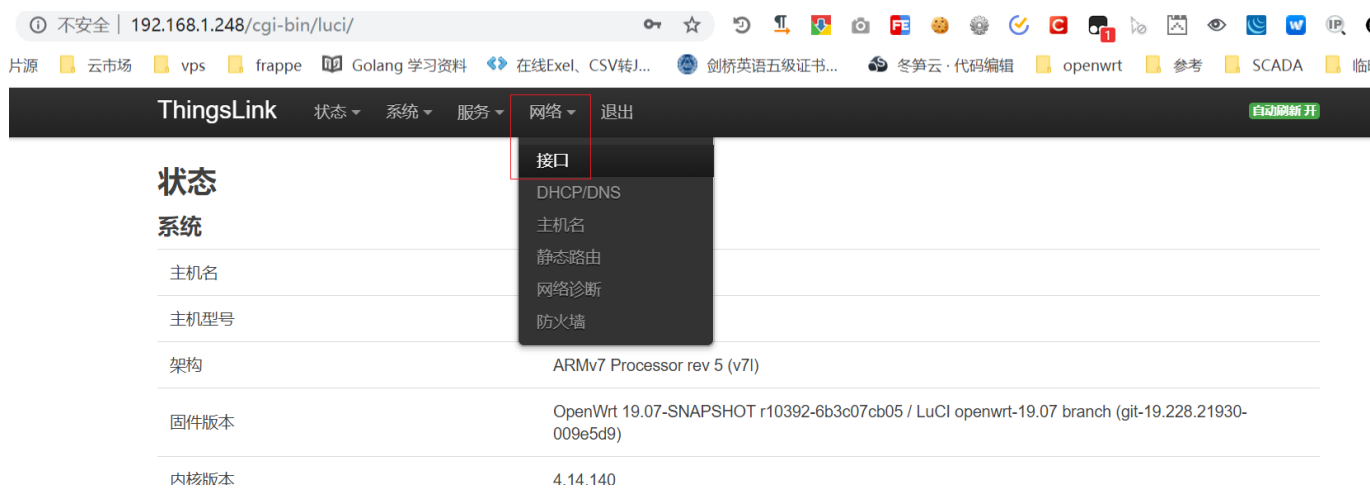 不安全 | 192.168.1.248/cgi-bin/luci/
片源 云市场 vps frappe Golang 学习资料 在线Exel、CSV转J... 剑桥英语五级证书... 冬笋云 · 代码编辑 openwrt 参考 SCADA 临
ThingsLink 状态 系统 服务 网络 退出 自动刷新 开
接口
DHCP/DNS
主机名
静态路由
网络诊断
防火墙
状态
系统
主机名
主机型号
架构 ARMv7 Processor rev 5 (v7l)
固件版本 OpenWrt 19.07-SNAPSHOT r10392-6b3c07cb05 / LuCI openwrt-19.07 branch (git-19.228.21930-
009e5d9)
内核版本 4.14.140